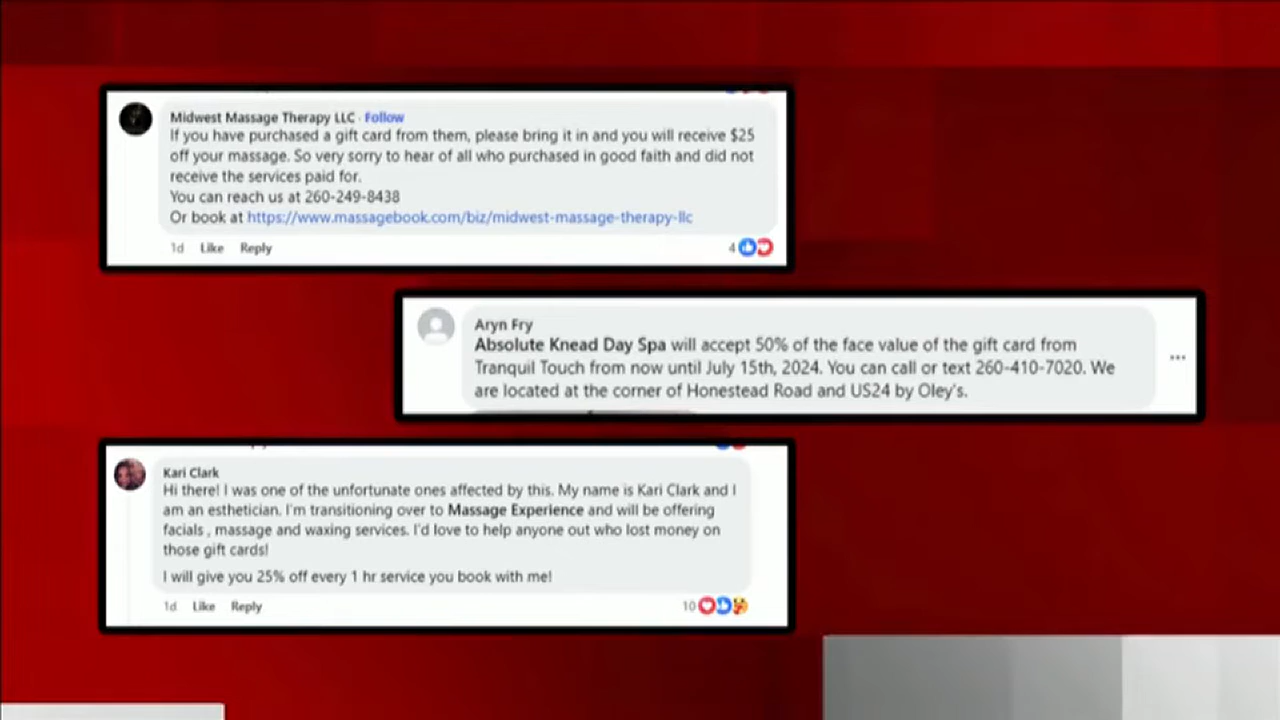 Midwest Massage Therapy LLC · Follow
If you have purchased a gift card from them, please bring it in and you will receive $25
off your massage. So very sorry to hear of all who purchased in good faith and did not
receive the services paid for.
You can reach us at 260-249-8438
Or book at https://www.massagebook.com/biz/midwest-massage-therapy-llc
1d Like Reply 4
Aryn Fry
Absolute Knead Day Spa will accept 50% of the face value of the gift card from
Tranquil Touch from now until July 15th, 2024. You can call or text 260-410-7020. We
are located at the corner of Honestead Road and US24 by Oley's.
Kari Clark
Hi there! I was one of the unfortunate ones affected by this. My name is Kari Clark and I
am an esthetician. I'm transitioning over to Massage Experience and will be offering
facials , massage and waxing services. I'd love to help anyone out who lost money on
those gift cards!
I will give you 25% off every 1 hr service you book with me!
1d Like Reply 10